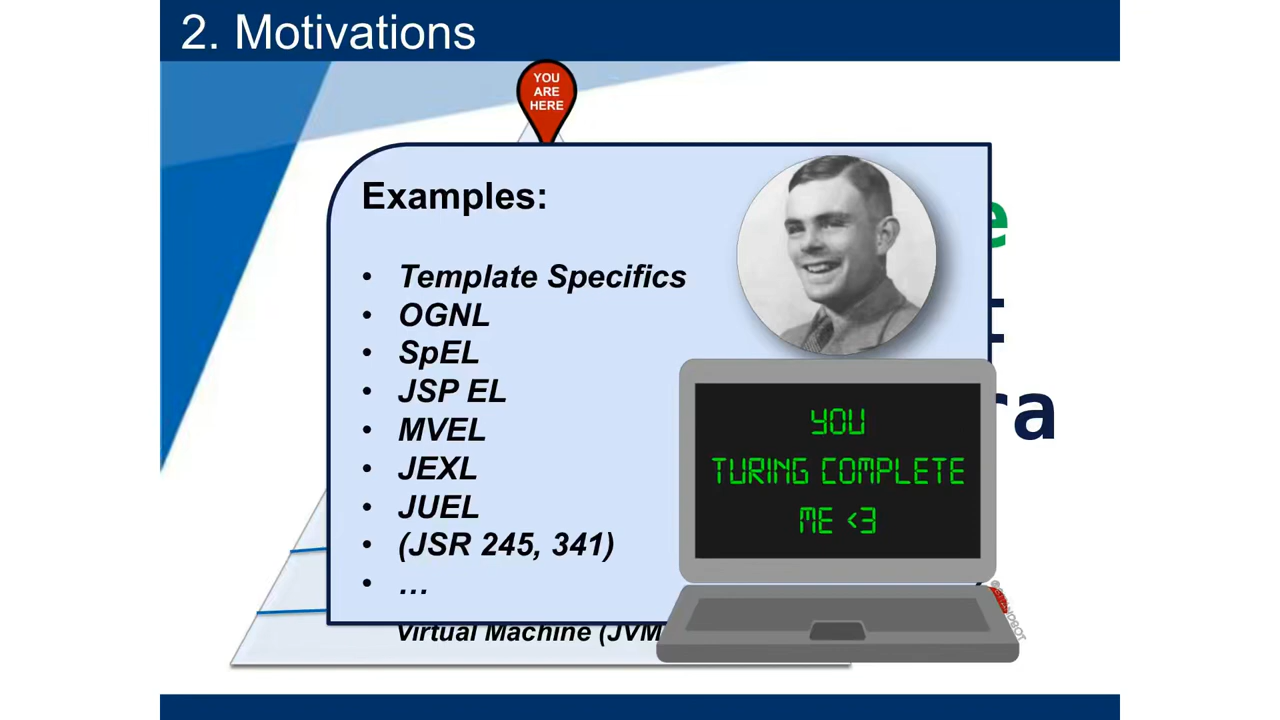 2. Motivations
YOU
ARE
HERE
Examples:
• Template Specifics
• OGNL
• SpEL
• JSP EL
• MVEL
• JEXL
• JUEL
• (JSR 245, 341)
• ...
YOU
TURING COMPLETE
ME <3
Virtual Machine (JVM